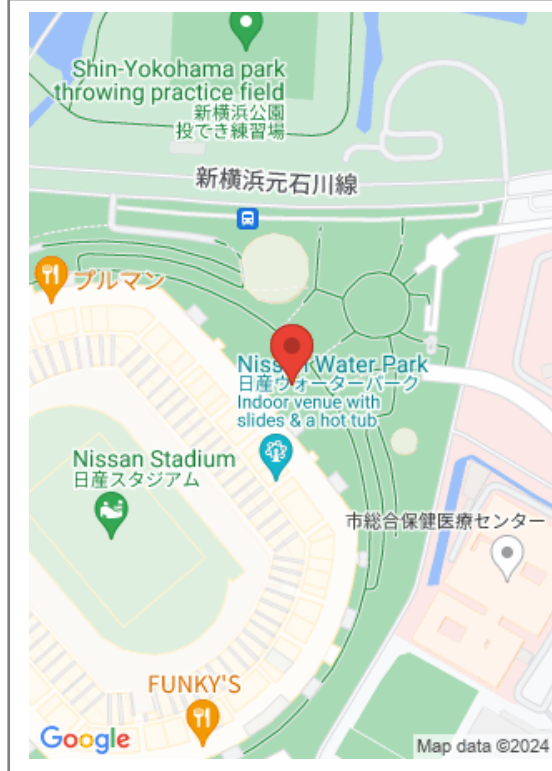 Shin-Yokohama park
throwing practice field
新横浜公園
投てき練習場
新横浜元石川線
プルマン
Nissan Water Park
日産ウォーターパーク
Indoor venue with
slides & a hot tub
Nissan Stadium
日産スタジアム
市総合保健医療センター
FUNKY'S
Google
Map data ©2024